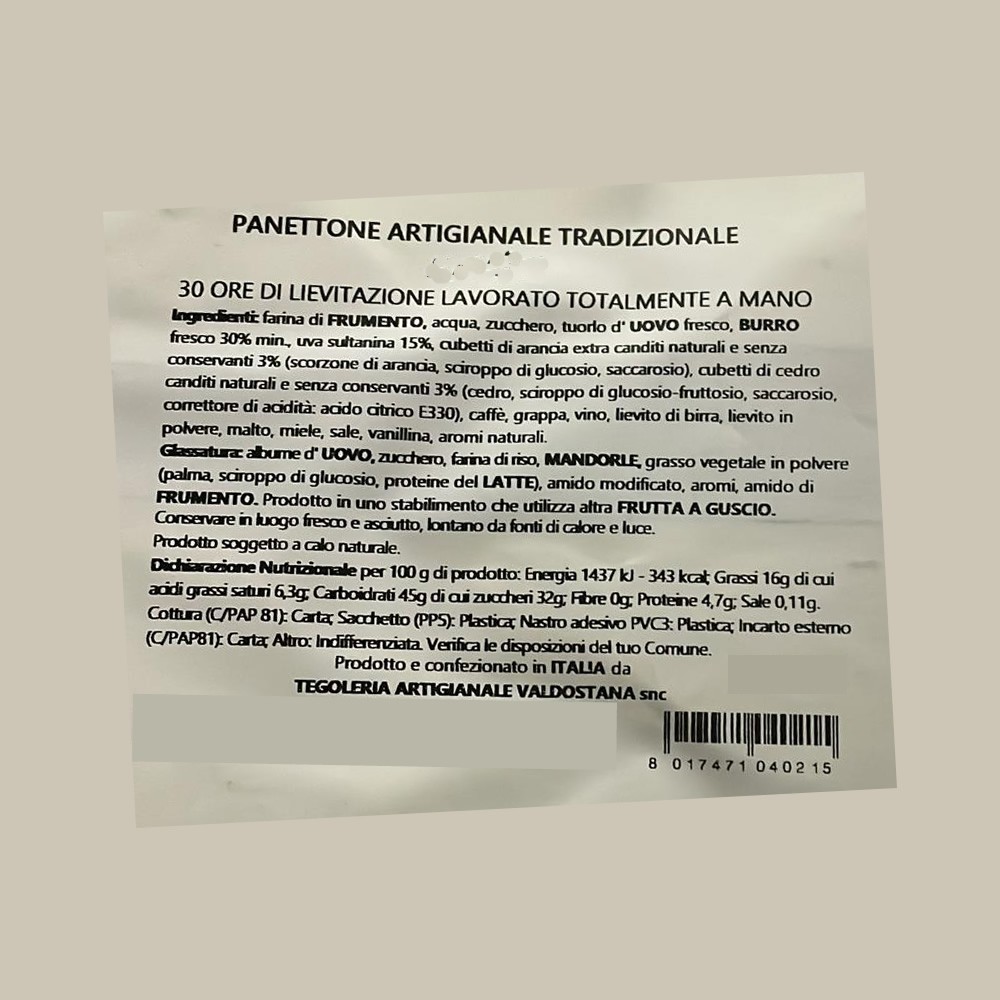 PANETTONE ARTIGIANALE TRADIZIONALE
30 ORE DI LIEVITAZIONE LAVORATO TOTALMENTE A MANO
Ingredienti: farina di FRUMENTO, acqua, zucchero, tuorlo d' UOVO fresco, BURRO
fresco 30% min., uva sultanina 15%, cubetti di arancia extra canditi naturali e senza
conservanti 3% (scorzone di arancia, sciroppo di glucosio, saccarosio), cubetti di cedro
canditi naturali e senza conservanti 3% (cedro, sciroppo di glucosio-fruttosio, saccarosio,
correttore di acidità: acido citrico E330), caffè, grappa, vino, lievito di birra, lievito in
polvere, malto, miele, sale, vanillina, aromi naturali.
Glassatura: albume d' UOVO, zucchero, farina di riso, MANDORLE, grasso vegetale in polvere
(palma, sciroppo di glucosio, proteine del LATTE), amido modificato, aromi, amido di
FRUMENTO. Prodotto in uno stabilimento che utilizza altra FRUTTA A GUSCIO.
Conservare in luogo fresco e asciutto, lontano da fonti di calore e luce.
Prodotto soggetto a calo naturale.
Dichiarazione Nutrizionale per 100 g di prodotto: Energia 1437 kJ - 343 kcal; Grassi 16g di cui
acidi grassi saturi 6,3g; Carboidrati 45g di cui zuccheri 32g; Fibre 0g; Proteine 4,7g; Sale 0,11g.
Cottura (C/PAP 81): Carta; Sacchetto (PP5): Plastica; Nastro adesivo PVC3: Plastica; Incarto esterno
(C/PAP81): Carta; Altro: Indifferenziata. Verifica le disposizioni del tuo Comune.
Prodotto e confezionato in ITALIA da
TEGOLERIA ARTIGIANALE VALDOSTANA snc
8 017471 040215